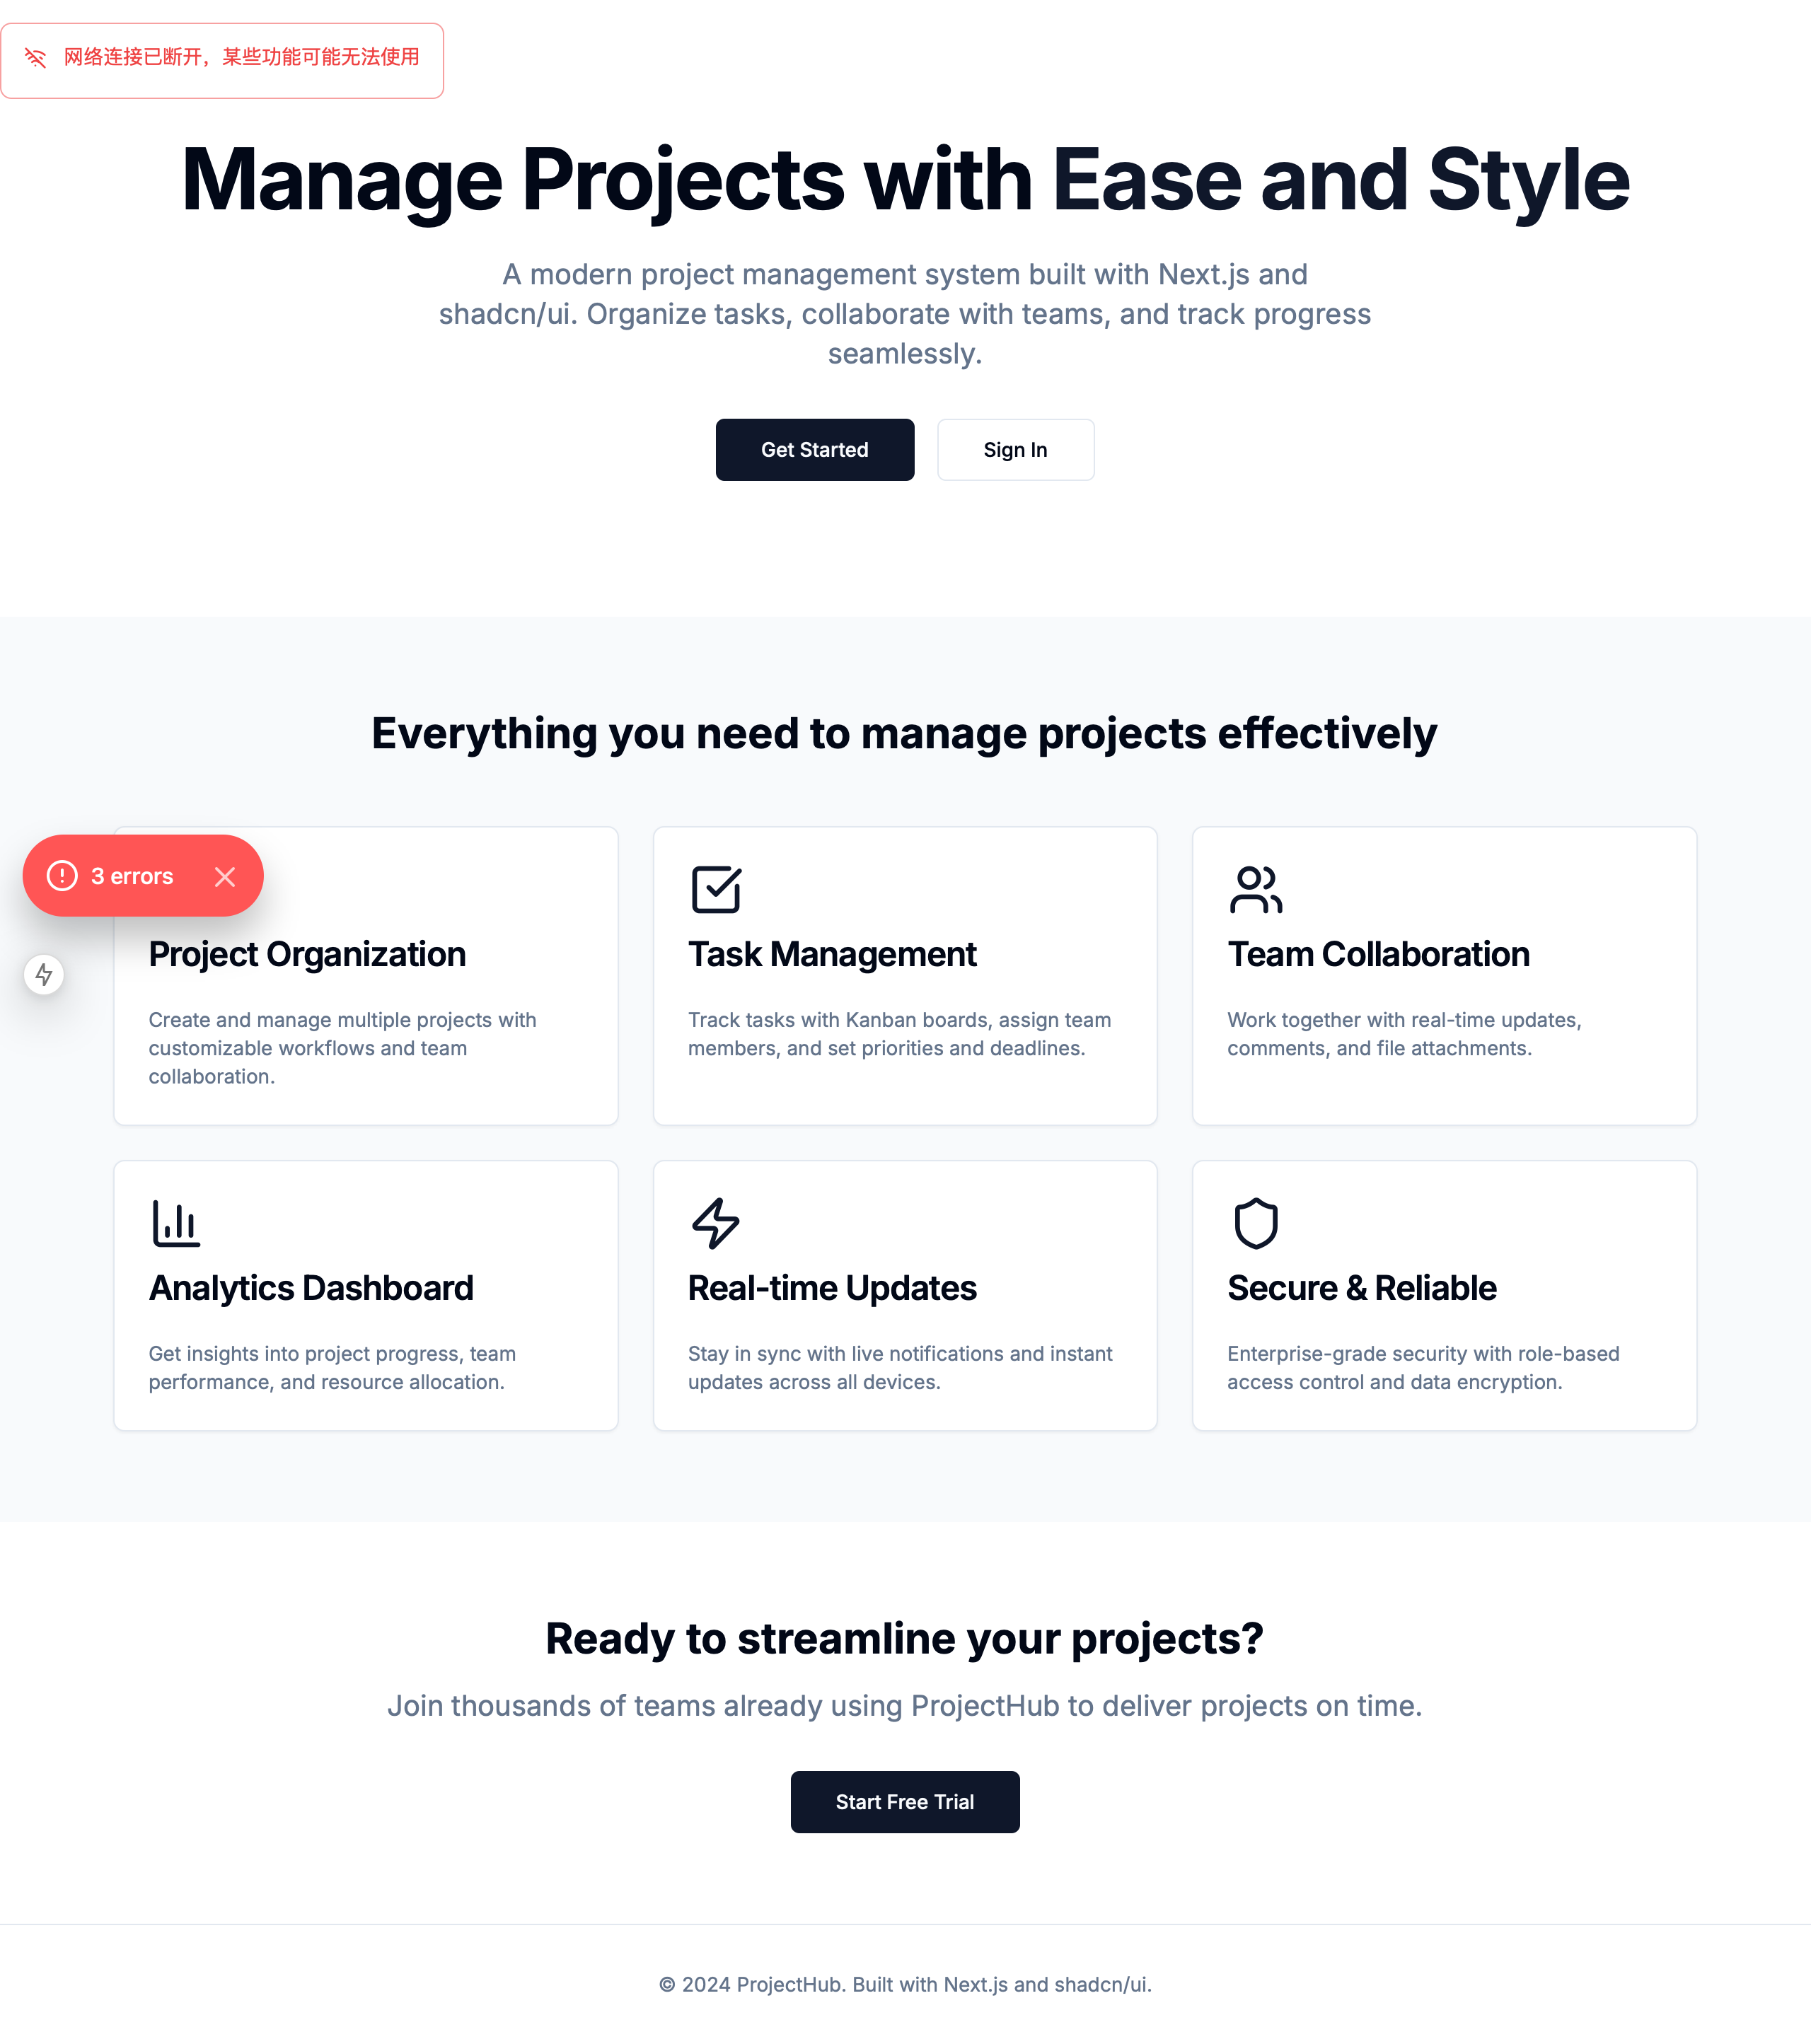 网络连接已断开，某些功能可能无法使用
Manage Projects with Ease and Style
A modern project management system built with Next.js and
shadcn/ui. Organize tasks, collaborate with teams, and track progress
seamlessly.
Get Started
Sign In
Everything you need to manage projects effectively
3 errors
Project Organization
Create and manage multiple projects with
customizable workflows and team
collaboration.
Task Management
Track tasks with Kanban boards, assign team
members, and set priorities and deadlines.
Team Collaboration
Work together with real-time updates,
comments, and file attachments.
Analytics Dashboard
Get insights into project progress, team
performance, and resource allocation.
Real-time Updates
Stay in sync with live notifications and instant
updates across all devices.
Secure & Reliable
Enterprise-grade security with role-based
access control and data encryption.
Ready to streamline your projects?
Join thousands of teams already using ProjectHub to deliver projects on time.
Start Free Trial
© 2024 ProjectHub. Built with Next.js and shadcn/ui.